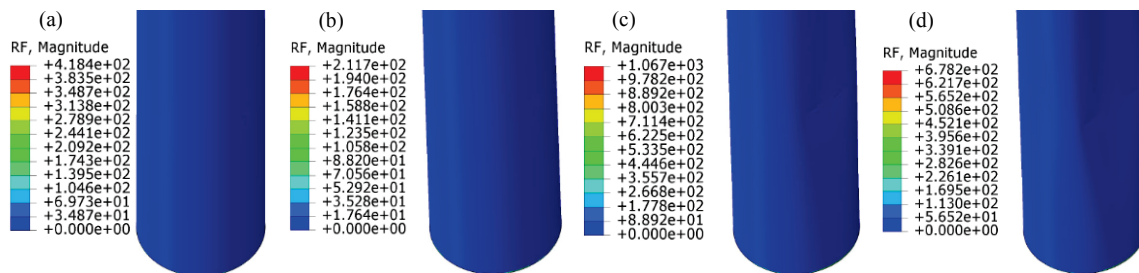 (a)
RF, Magnitude
+4.184e+02
+3.835e+02
+3.487e+02
+3.138e+02
+2.789e+02
+2.441e+02
+2.092e+02
+1.743e+02
+1.395e+02
+1.046e+02
+6.973e+01
+3.487e+01
+0.000e+00
(b)
RF, Magnitude
+2.117e+02
+1.940e+02
+1.764e+02
+1.588e+02
+1.411e+02
+1.235e+02
+1.058e+02
+8.820e+01
+7.056e+01
+5.292e+01
+3.528e+01
+1.764e+01
+0.000e+00
(c)
RF, Magnitude
+1.067e+03
+9.782e+02
+8.892e+02
+8.003e+02
+7.114e+02
+6.225e+02
+5.335e+02
+4.446e+02
+3.557e+02
+2.668e+02
+1.778e+02
+8.892e+01
+0.000e+00
(d)
RF, Magnitude
+6.782e+02
+6.217e+02
+5.652e+02
+5.086e+02
+4.521e+02
+3.956e+02
+3.391e+02
+2.826e+02
+2.261e+02
+1.695e+02
+1.130e+02
+5.652e+01
+0.000e+00